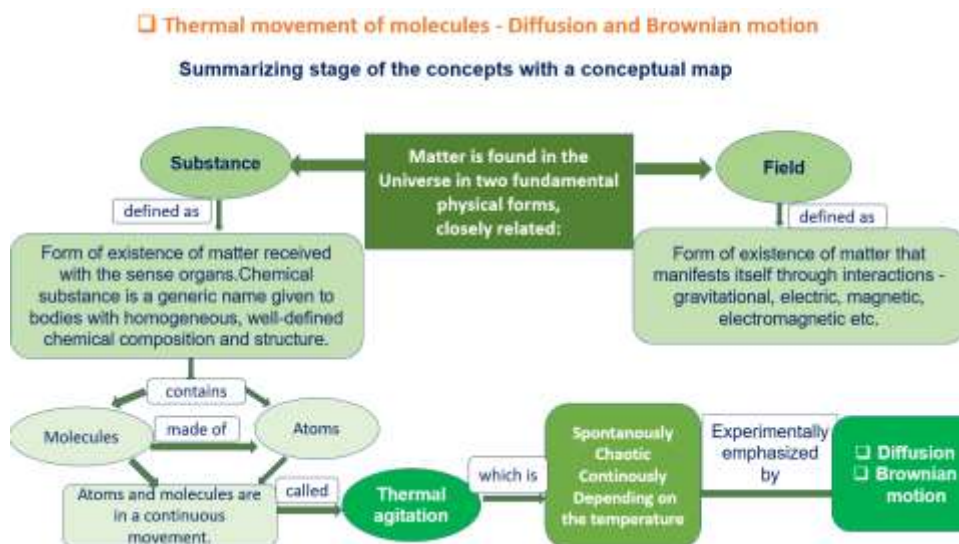 ❑ Thermal movement of molecules - Diffusion and Brownian motion
Summarizing stage of the concepts with a conceptual map
Substance
Matter is found in the
Universe in two fundamental
physical forms,
closely related:
Field
defined as
defined as
Form of existence of matter received
with the sense organs.Chemical
substance is a generic name given to
bodies with homogeneous, well-defined
chemical composition and structure.
Form of existence of matter that
manifests itself through interactions -
gravitational, electric, magnetic,
electromagnetic etc.
contains
Molecules
made of
Atoms
Atoms and molecules are
in a continuous
movement.
called
Thermal
agitation
which is
Spontanously
Chaotic
Continously
Depending on
the temperature
Experimentally
emphasized
by
❑ Diffusion
❑ Brownian
motion